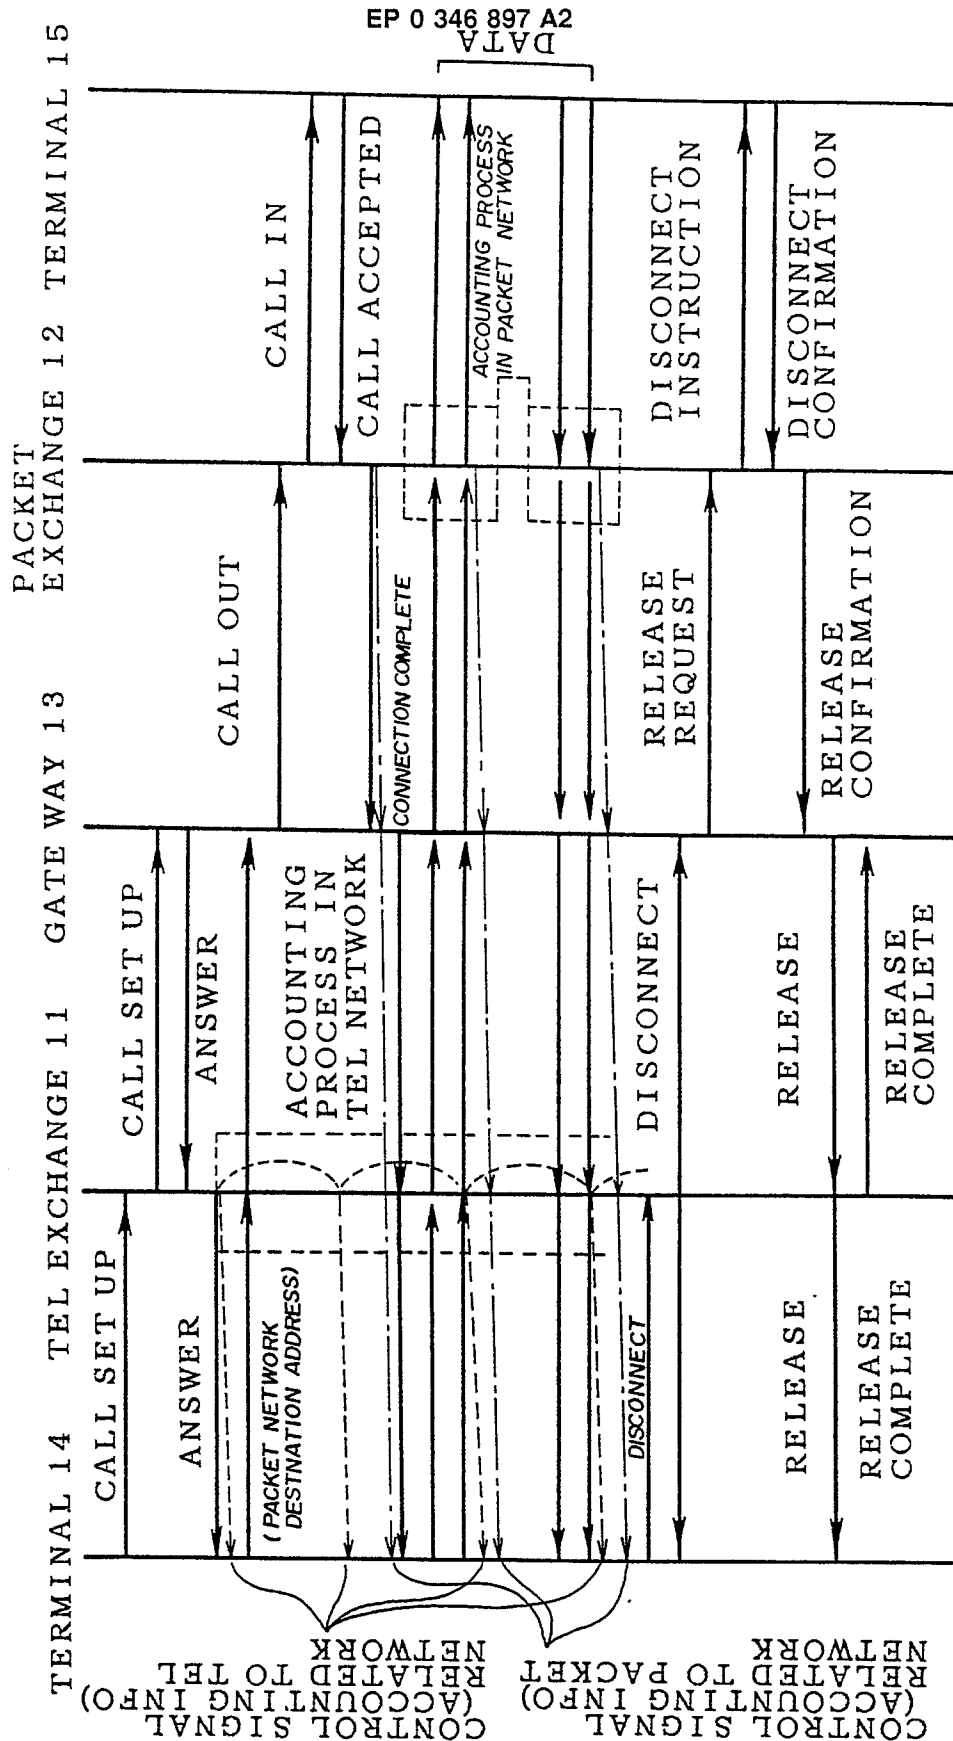 EP 0 346 897 A2
TERMINAL 14
TEL EXCHANGE 11
GATE WAY 13
PACKET
EXCHANGE 12
TERMINAL 15
CALL SET UP
CALL SET UP
ANSWER
ANSWER
(PACKET NETWORK
DESTNATION ADDRESS)
CALL OUT
CALL IN
CALL ACCEPTED
CONNECTION COMPLETE
ACCOUNTING
PROCESS IN
TEL NETWORK
ACCOUNTING PROCESS
IN PACKET NETWORK
DATA
DISCONNECT
DISCONNECT
RELEASE
REQUEST
DISCONNECT
INSTRUCTION
DISCONNECT
CONFIRMATION
RELEASE
CONFIRMATION
RELEASE
RELEASE
RELEASE
COMPLETE
RELEASE
COMPLETE
CONTROL SIGNAL
(ACCOUNTING INFO)
RELATED TO TEL
NETWORK
CONTROL SIGNAL
(ACCOUNTING INFO)
RELATED TO PACKET
NETWORK